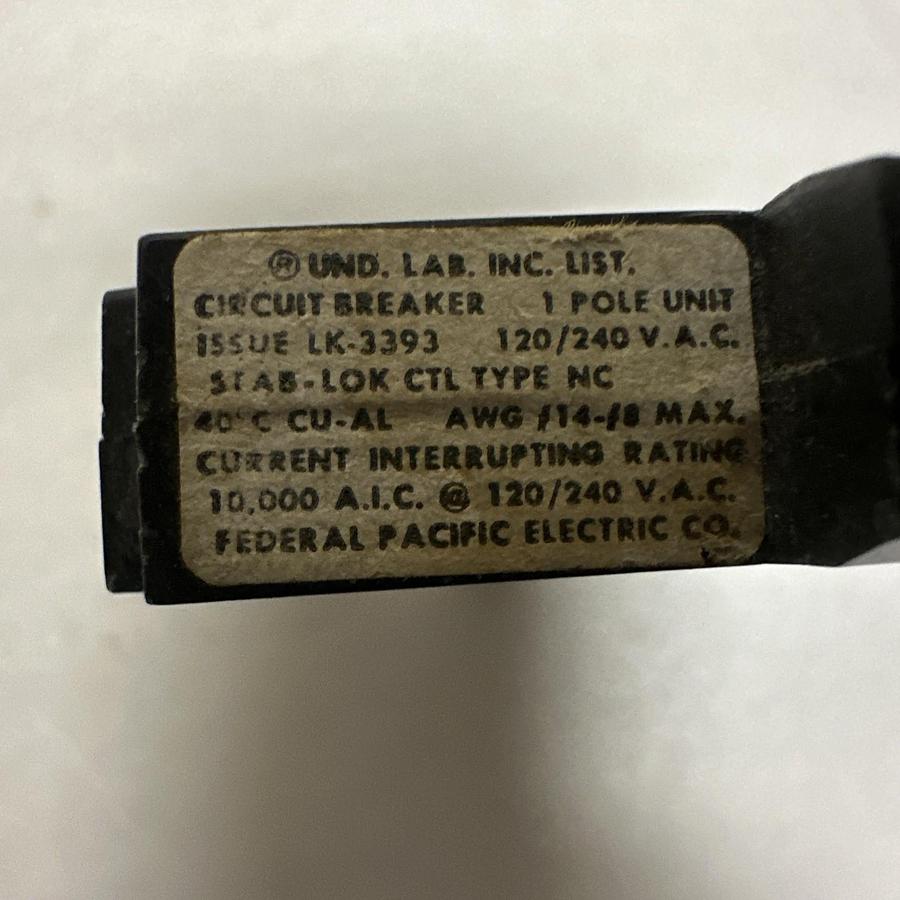 ® UND. LAB. INC. LIST.
CIRCUIT BREAKER 1 POLE UNIT
ISSUE LK-3393 120/240 V.A.C.
STAB-LOK CTL TYPE NC
40°C CU-AL AWG #14-#8 MAX.
CURRENT INTERRUPTING RATING
10,000 A.I.C. @ 120/240 V.A.C.
FEDERAL PACIFIC ELECTRIC CO.